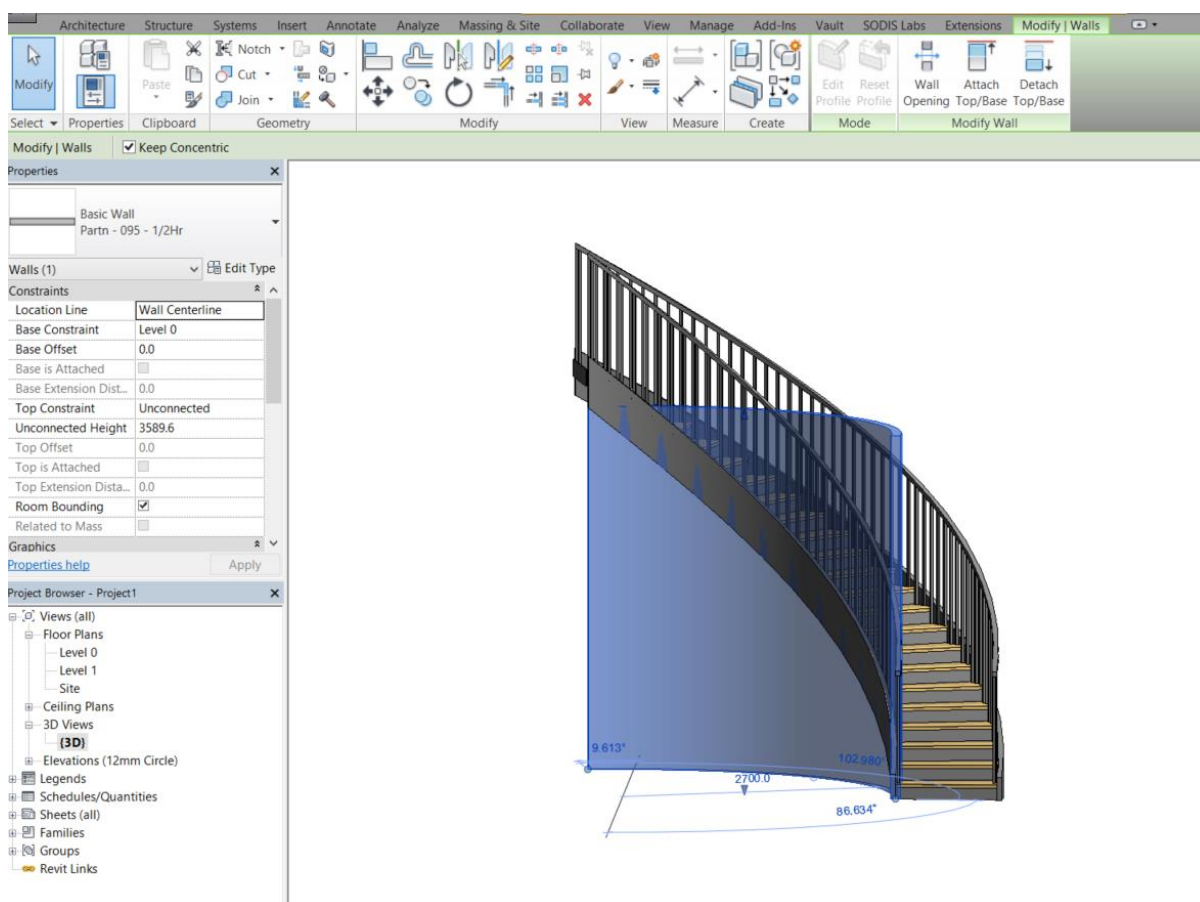 Architecture Structure Systems Insert Annotate Analyze Massing & Site Collaborate View Manage Add-Ins Vault SODIS Labs Extensions Modify | Walls
Modify
Paste
Notch
Cut
Join
Edit Profile
Reset Profile
Wall Opening
Attach Top/Base
Detach Top/Base
Select Properties Clipboard Geometry Modify View Measure Create Mode Modify Wall
Modify | Walls Keep Concentric
Properties
Basic Wall
Partn - 095 - 1/2Hr
Walls (1) Edit Type
Constraints
Location Line Wall Centerline
Base Constraint Level 0
Base Offset 0.0
Base is Attached
Base Extension Dist... 0.0
Top Constraint Unconnected
Unconnected Height 3589.6
Top Offset 0.0
Top is Attached
Top Extension Dista... 0.0
Room Bounding
Related to Mass
Graphics
Properties help Apply
Project Browser - Project1
Views (all)
Floor Plans
Level 0
Level 1
Site
Ceiling Plans
3D Views
{3D}
Elevations (12mm Circle)
Legends
Schedules/Quantities
Sheets (all)
Families
Groups
Revit Links
9.613°
102.980°
2700.0
86.634°